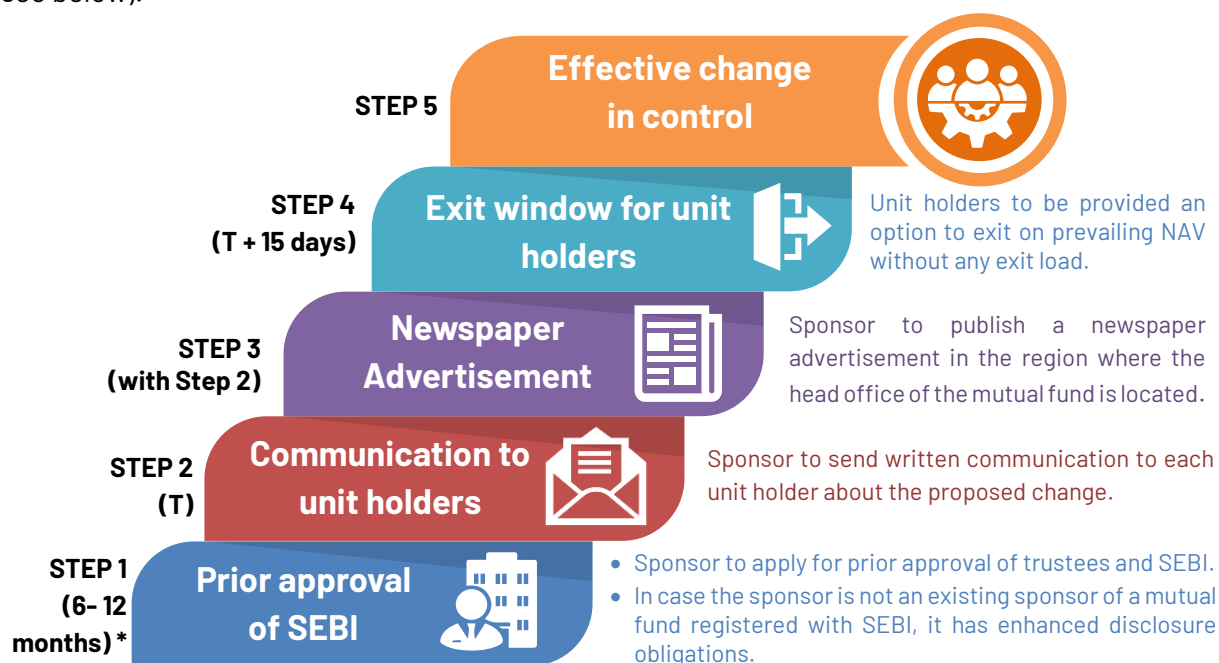 see below).
STEP 5
Effective change
in control
STEP 4
(T + 15 days)
Exit window for unit
holders
Unit holders to be provided an
option to exit on prevailing NAV
without any exit load.
STEP 3
(with Step 2)
Newspaper
Advertisement
Sponsor to publish a newspaper
advertisement in the region where the
head office of the mutual fund is located.
STEP 2
(T)
Communication to
unit holders
Sponsor to send written communication to each
unit holder about the proposed change.
STEP 1
(6- 12
months) *
Prior approval
of SEBI
• Sponsor to apply for prior approval of trustees and SEBI.
• In case the sponsor is not an existing sponsor of a mutual
fund registered with SEBI, it has enhanced disclosure
obligations.